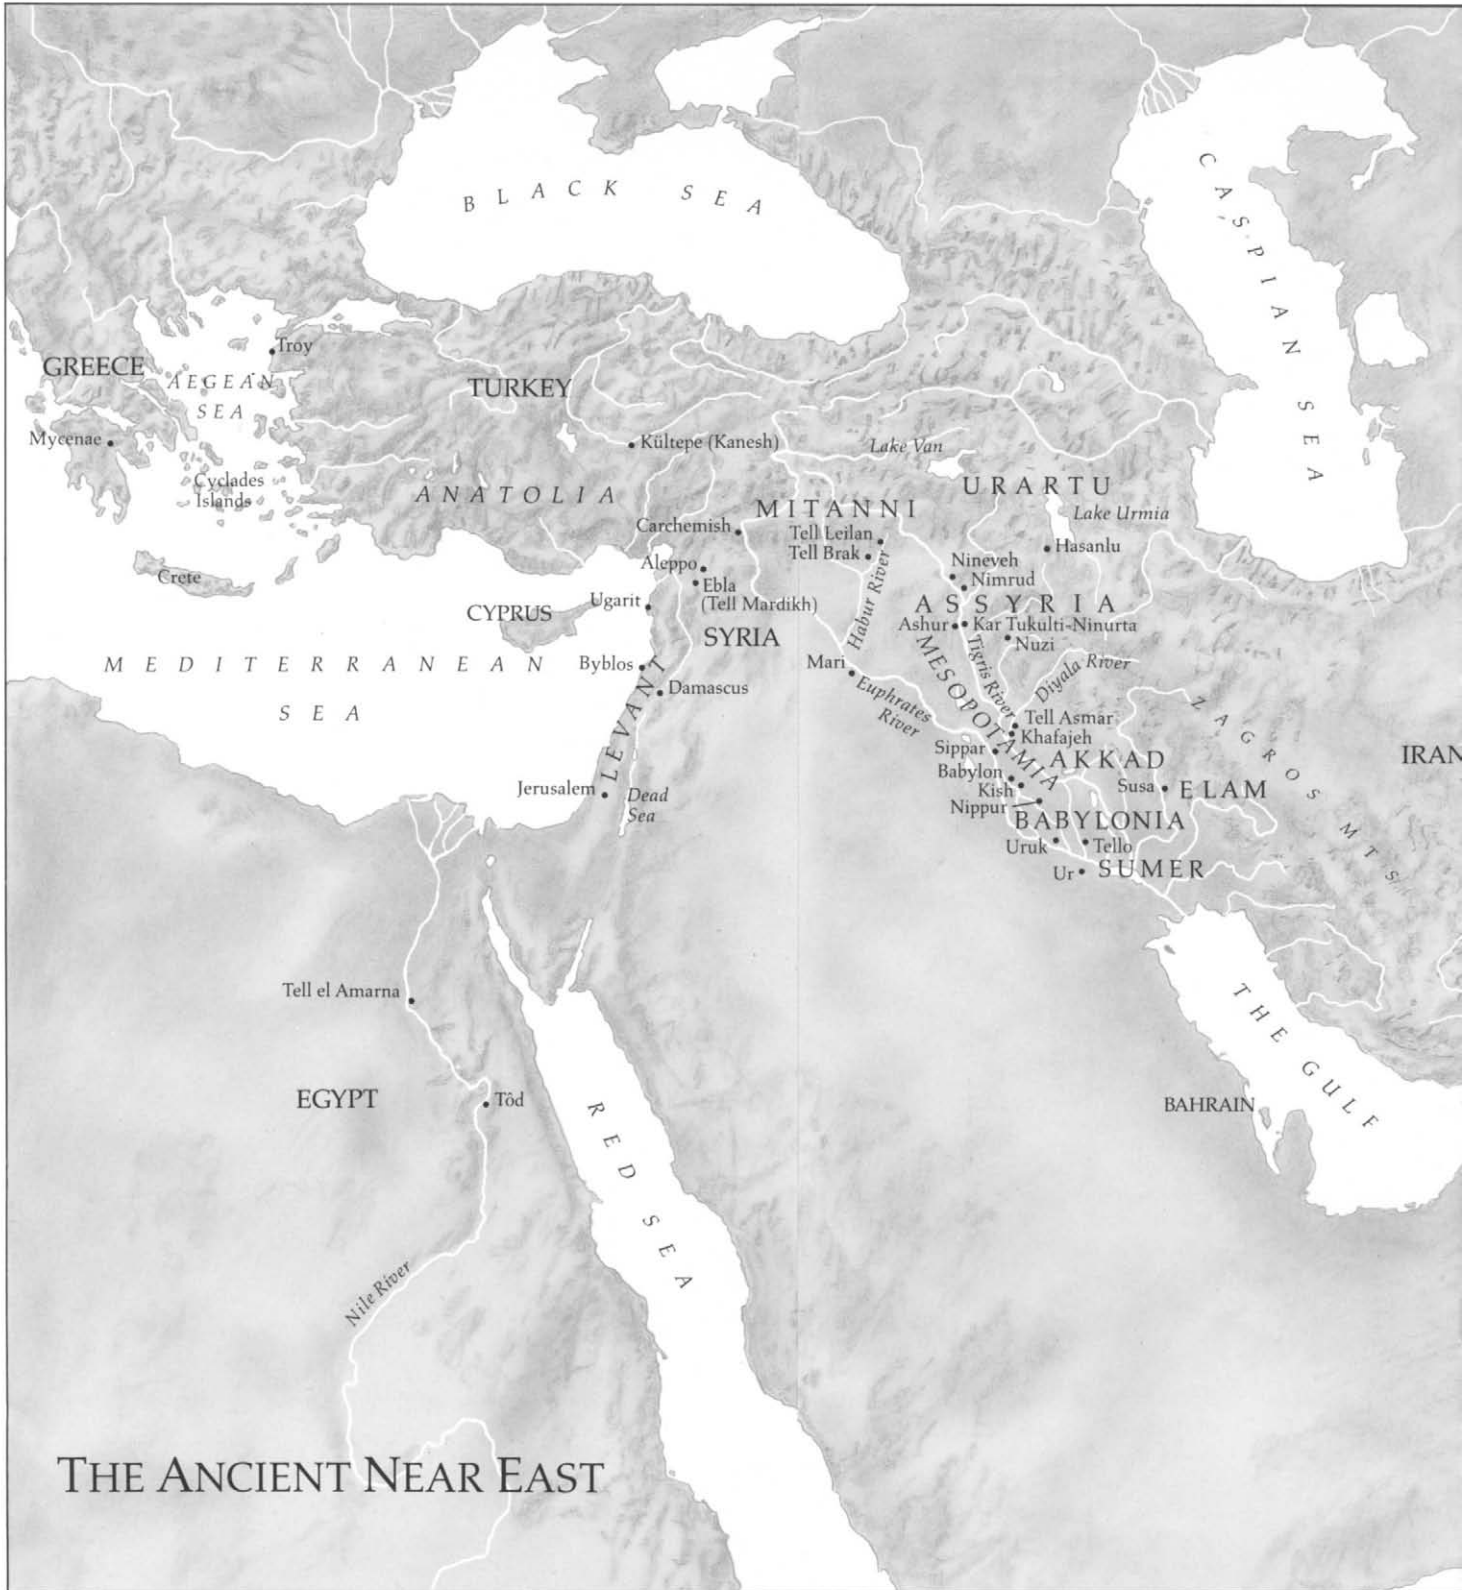 BLACK SEA
CASPIAN SEA
Troy
GREECE
AEGEAN
SEA
TURKEY
Mycenae
Kültepe (Kanesh)
Lake Van
Cyclades
Islands
ANATOLIA
URARTU
MITANNI
Lake Urmia
Carchemish
Tell Leilan
Tell Brak
Hasanlu
Nineveh
Nimrud
Crete
Aleppo
Ebla
(Tell Mardikh)
Habur River
Ugarit
CYPRUS
ASSYRIA
Ashur
Kar Tukulti-Ninurta
Nuzi
SYRIA
MEDITERRANEAN
SEA
Byblos
LEVANT
Damascus
Mari
Euphrates
River
MESOPOTAMIA
Tigris River
Diyala River
ZAGROS MTS
Tell Asmar
Khafajeh
Sippar
AKKAD
IRAN
Babylon
Kish
Nippur
Susa
ELAM
Jerusalem
Dead
Sea
BABYLONIA
Uruk
Tello
Ur
SUMER
Tell el Amarna
THE GULF
EGYPT
Tôd
RED SEA
BAHRAIN
Nile River
THE ANCIENT NEAR EAST